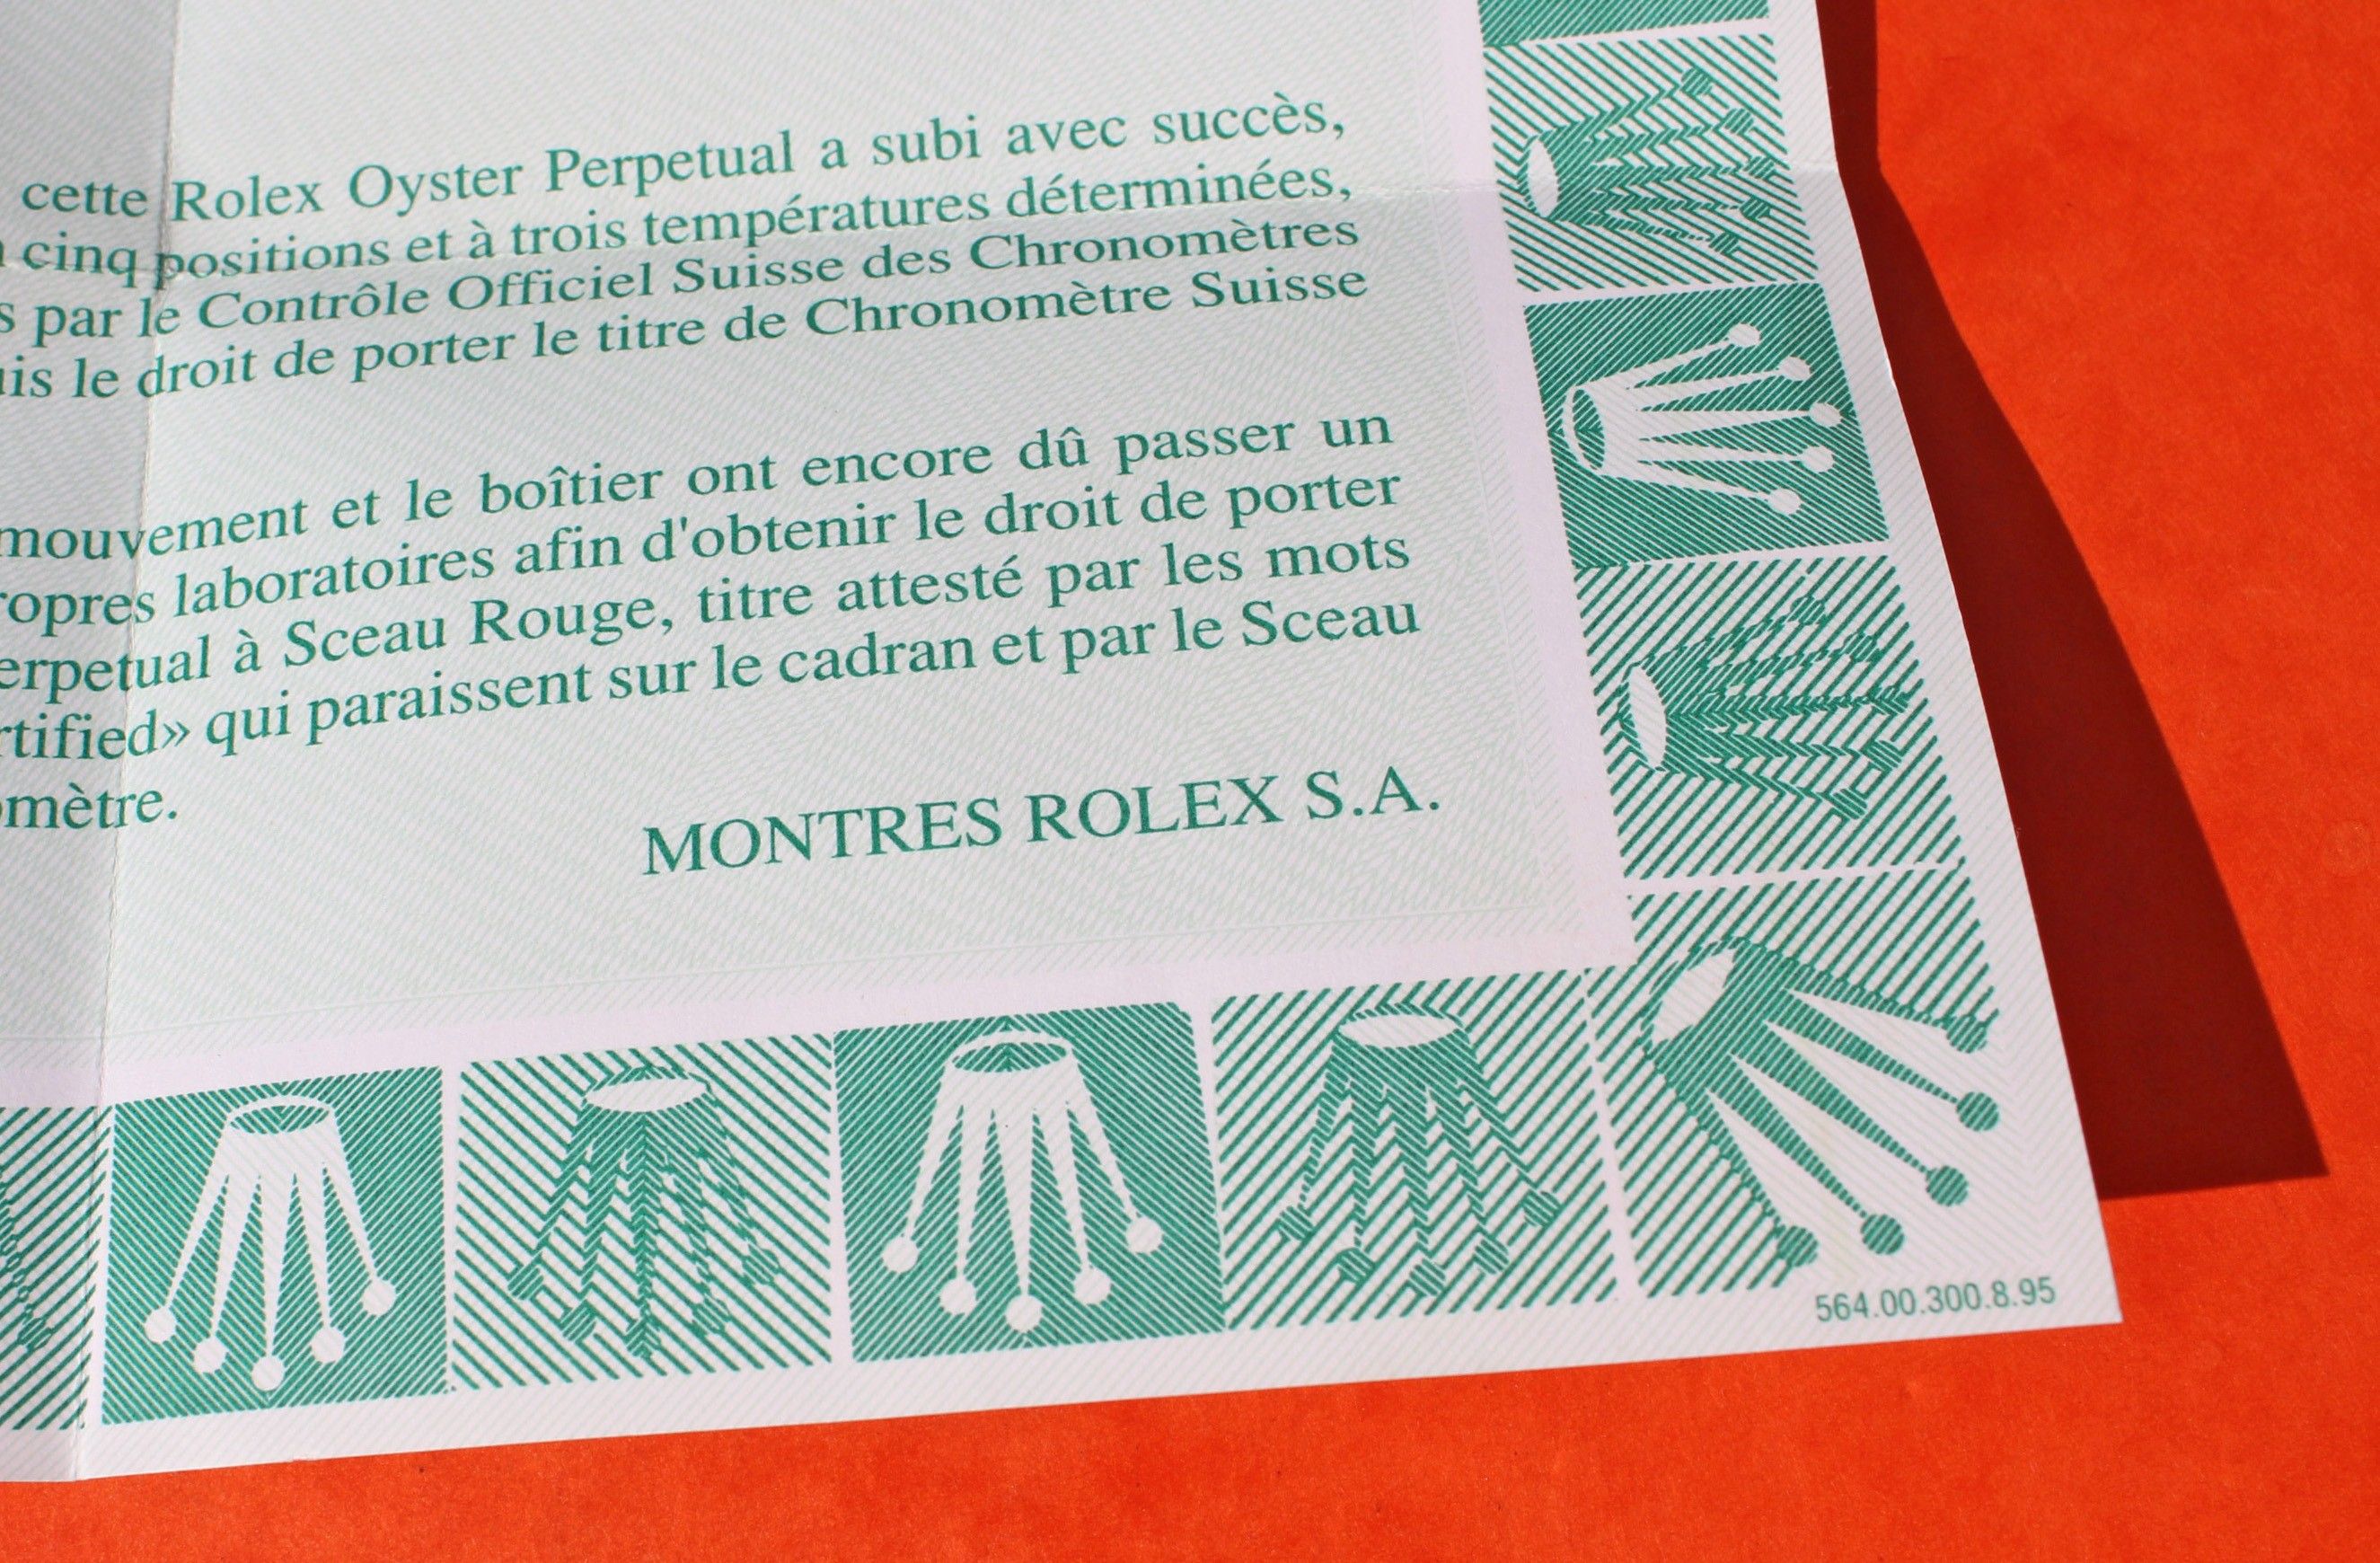 cette Rolex Oyster Perpetual a subi avec succès,
cinq positions et à trois températures déterminées,
s par le Contrôle Officiel Suisse des Chronomètres
is le droit de porter le titre de Chronomètre Suisse
mouvement et le boîtier ont encore dû passer un
ropres laboratoires afin d'obtenir le droit de porter
erpetual à Sceau Rouge, titre attesté par les mots
rtified» qui paraissent sur le cadran et par le Sceau
mètre.
MONTRES ROLEX S.A.
564.00.300.8.95